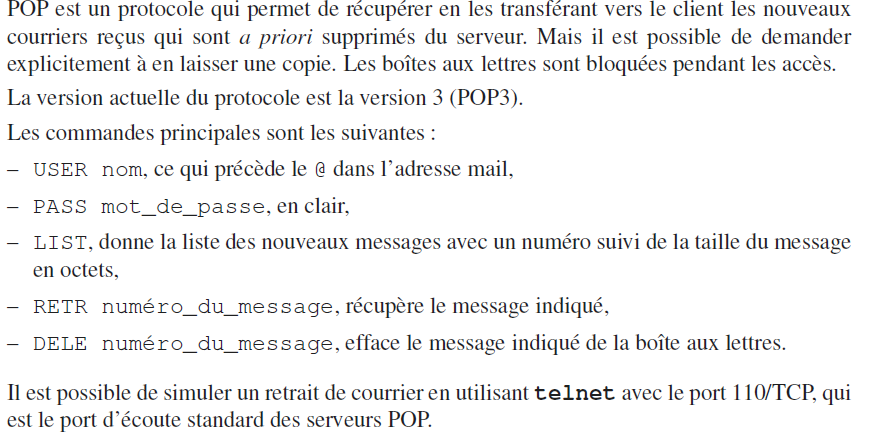 POP est un protocole qui permet de récupérer en les transférant vers le client les nouveaux
courriers reçus qui sont a priori supprimés du serveur. Mais il est possible de demander
explicitement à en laisser une copie. Les boîtes aux lettres sont bloquées pendant les accès.
La version actuelle du protocole est la version 3 (POP3).
Les commandes principales sont les suivantes :
– USER nom, ce qui précède le @ dans l'adresse mail,
– PASS mot_de_passe, en clair,
– LIST, donne la liste des nouveaux messages avec un numéro suivi de la taille du message
en octets,
– RETR numéro_du_message, récupère le message indiqué,
– DELE numéro_du_message, efface le message indiqué de la boîte aux lettres.
Il est possible de simuler un retrait de courrier en utilisant telnet avec le port 110/TCP, qui
est le port d'écoute standard des serveurs POP.